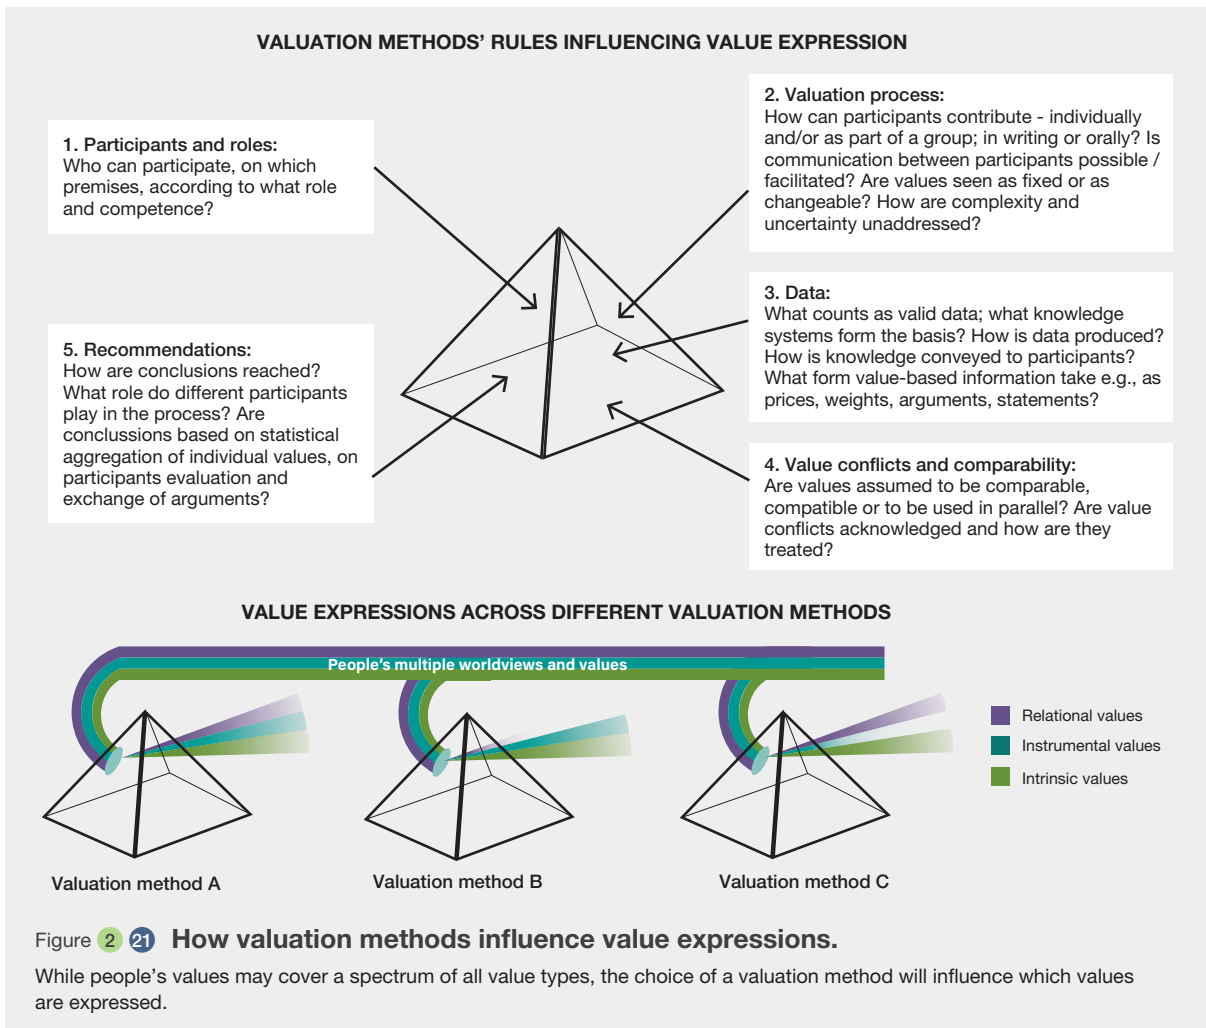 VALUATION METHODS’ RULES INFLUENCING VALUE EXPRESSION
1. Participants and roles:
Who can participate, on which
premises, according to what role
and competence?
2. Valuation process:
How can participants contribute - individually
and/or as part of a group; in writing or orally? Is
communication between participants possible /
facilitated? Are values seen as fixed or as
changeable? How are complexity and
uncertainty unaddressed?
3. Data:
What counts as valid data; what knowledge
systems form the basis? How is data produced?
How is knowledge conveyed to participants?
What form value-based information take e.g., as
prices, weights, arguments, statements?
4. Value conflicts and comparability:
Are values assumed to be comparable,
compatible or to be used in parallel? Are value
conflicts acknowledged and how are they
treated?
5. Recommendations:
How are conclusions reached?
What role do different participants
play in the process? Are
conclussions based on statistical
aggregation of individual values, on
participants evaluation and
exchange of arguments?
VALUE EXPRESSIONS ACROSS DIFFERENT VALUATION METHODS
People’s multiple worldviews and values
Relational values
Instrumental values
Intrinsic values
Valuation method A
Valuation method B
Valuation method C
Figure 2 21 How valuation methods influence value expressions.
While people’s values may cover a spectrum of all value types, the choice of a valuation method will influence which values
are expressed.